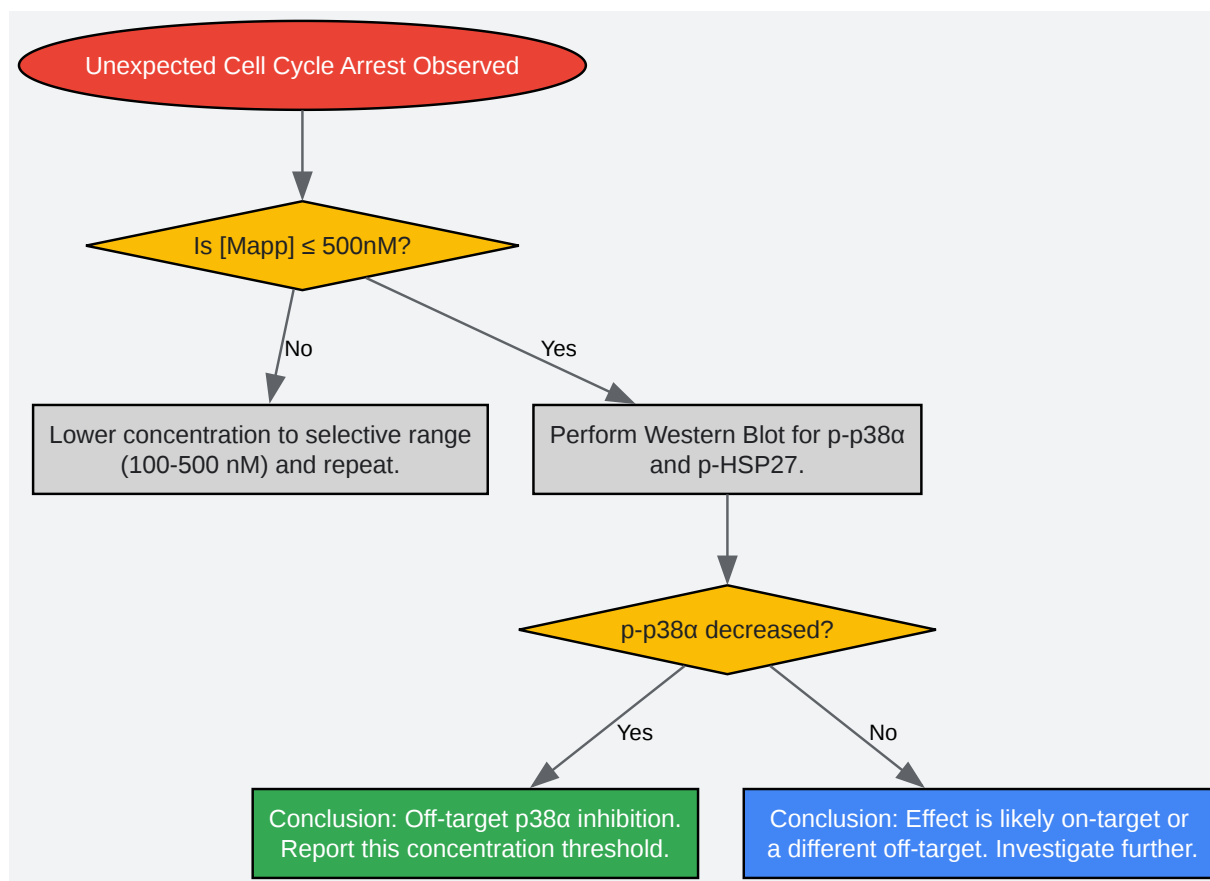 Unexpected Cell Cycle Arrest Observed
Is [Mapp] ≤ 500nM?
No
Yes
Lower concentration to selective range
(100-500 nM) and repeat.
Perform Western Blot for p-p38α
and p-HSP27.
p-p38α decreased?
Yes
No
Conclusion: Off-target p38α inhibition.
Report this concentration threshold.
Conclusion: Effect is likely on-target or
a different off-target. Investigate further.